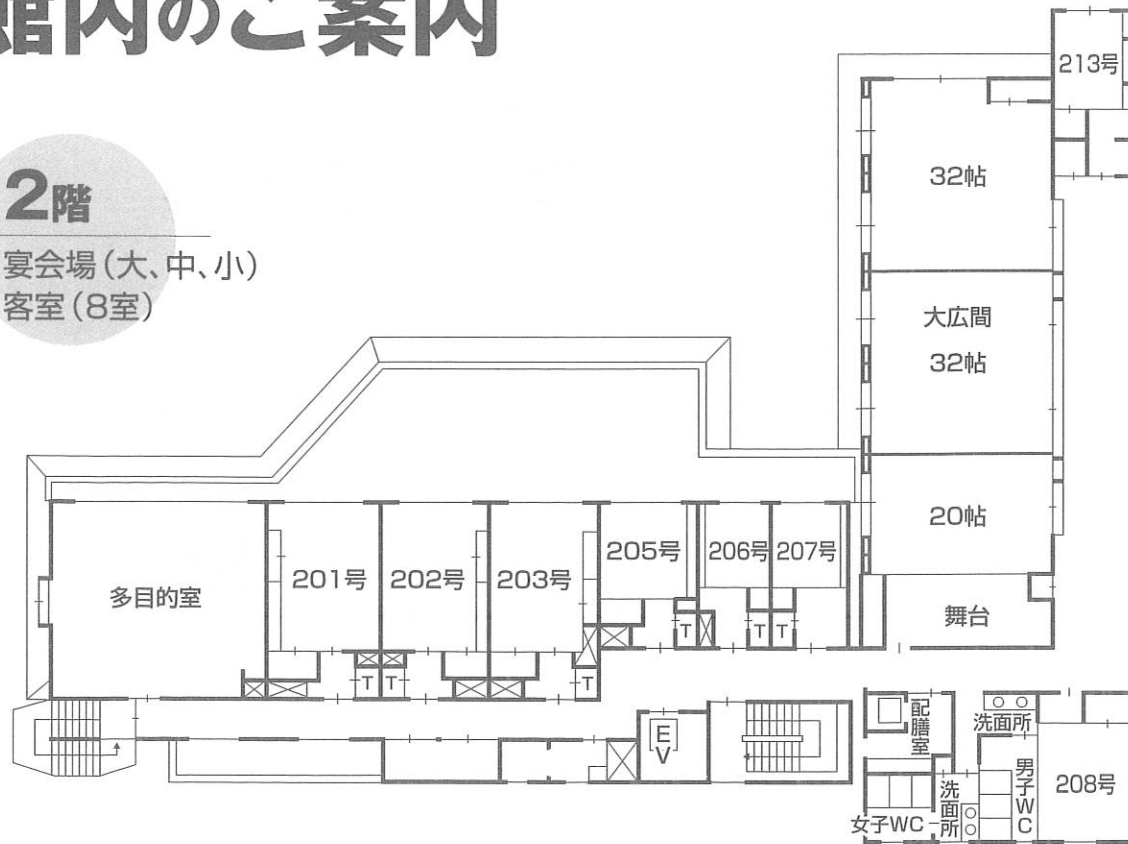 館内のご案内
2階
宴会場(大、中、小)
客室(8室)
213号
32帖
大広間
32帖
20帖
舞台
多目的室
201号
202号
203号
205号
206号
207号
T
T
T
T
T
T
EV
配膳室
洗面所
洗面所
男子WC
女子WC
208号